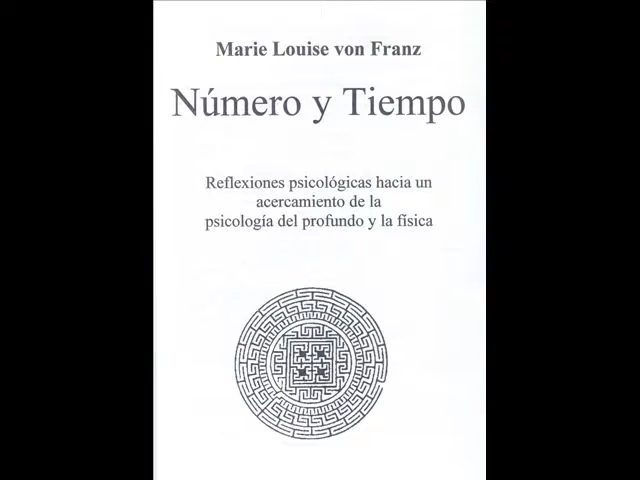 Marie Louise von Franz
Número y Tiempo
Reflexiones psicológicas hacia un
acercamiento de la
psicología del profundo y la física